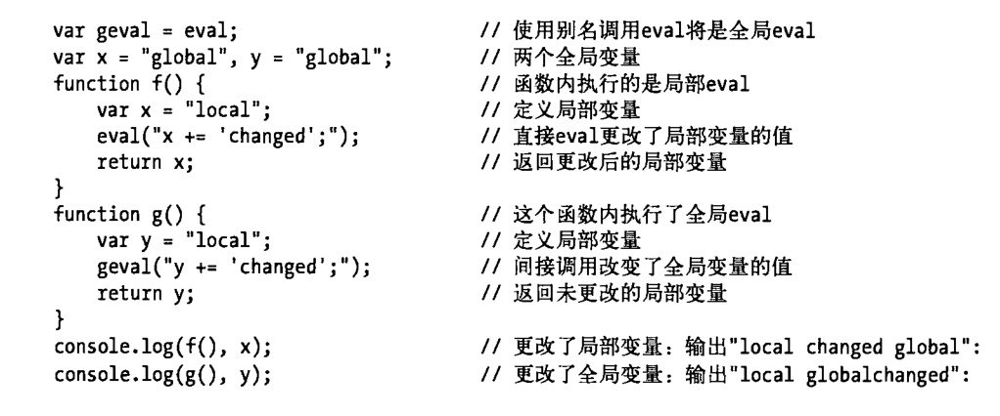 var geval = eval; // 使用别名调用eval将是全局eval
var x = "global", y = "global"; // 两个全局变量
function f() { // 函数内执行的是局部eval
    var x = "local"; // 定义局部变量
    eval("x += 'changed';"); // 直接eval更改了局部变量的值
    return x; // 返回更改后的局部变量
}
function g() { // 这个函数内执行了全局eval
    var y = "local"; // 定义局部变量
    geval("y += 'changed';"); // 间接调用改变了全局变量的值
    return y; // 返回未更改的局部变量
}
console.log(f(), x); // 更改了局部变量：输出"local changed global":
console.log(g(), y); // 更改了全局变量：输出"local globalchanged":